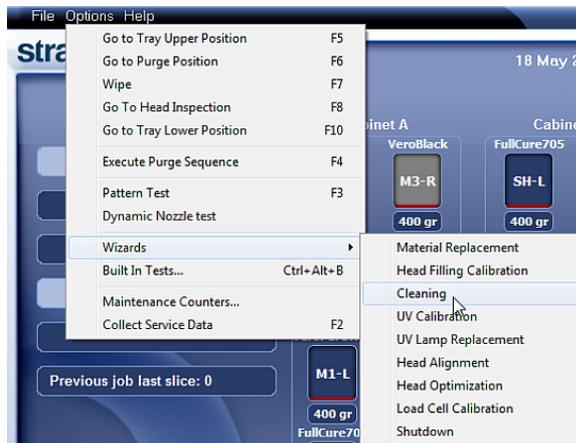 File Options Help
stra
18 May 2
Go to Tray Upper Position F5
Go to Purge Position F6
Wipe F7
Go To Head Inspection F8
Go to Tray Lower Position F10
Execute Purge Sequence F4
Pattern Test F3
Dynamic Nozzle test
Wizards
Built In Tests... Ctrl+Alt+B
Maintenance Counters...
Collect Service Data F2
inet A Cabine
VeroBlack FullCure705
M3-R SH-L
400 gr 400 gr
Material Replacement
Head Filling Calibration
Cleaning
UV Calibration
UV Lamp Replacement
Head Alignment
Head Optimization
Load Cell Calibration
Shutdown
Previous job last slice: 0
M1-L
400 gr
FullCure70